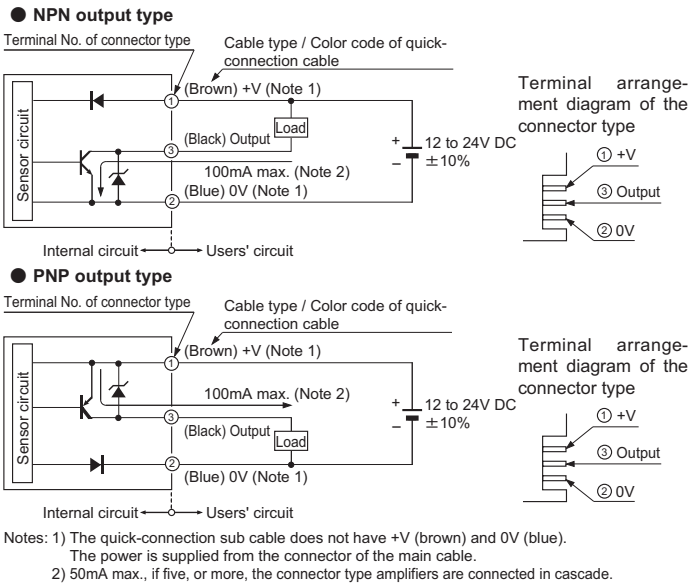 ● NPN output type
Terminal No. of connector type
Cable type / Color code of quick-
connection cable
Sensor circuit
① (Brown) +V (Note 1)
Load
③ (Black) Output
100mA max. (Note 2)
② (Blue) 0V (Note 1)
+
−
12 to 24V DC
±10%
Internal circuit
Users' circuit
Terminal arrange-
ment diagram of the
connector type
① +V
③ Output
② 0V
● PNP output type
Terminal No. of connector type
Cable type / Color code of quick-
connection cable
Sensor circuit
① (Brown) +V (Note 1)
100mA max. (Note 2)
③ (Black) Output
Load
② (Blue) 0V (Note 1)
+
−
12 to 24V DC
±10%
Internal circuit
Users' circuit
Terminal arrange-
ment diagram of the
connector type
① +V
③ Output
② 0V
Notes: 1) The quick-connection sub cable does not have +V (brown) and 0V (blue).
The power is supplied from the connector of the main cable.
2) 50mA max., if five, or more, the connector type amplifiers are connected in cascade.